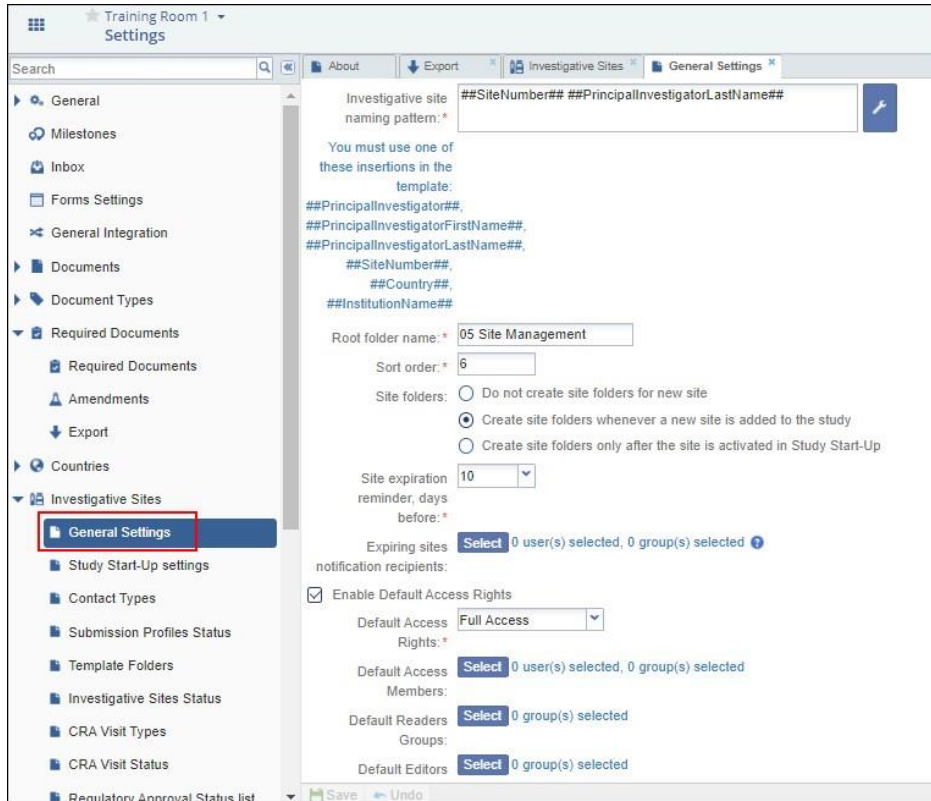 Training Room 1
Settings
Search
General
Milestones
Inbox
Forms Settings
General Integration
Documents
Document Types
Required Documents
Required Documents
Amendments
Export
Countries
Investigative Sites
General Settings
Study Start-Up settings
Contact Types
Submission Profiles Status
Template Folders
Investigative Sites Status
CRA Visit Types
CRA Visit Status
Regulatory Approval Status list
About
Export
Investigative Sites
General Settings
Investigative site
naming pattern: *
##SiteNumber## ##PrincipalInvestigatorLastName##
You must use one of
these insertions in the
template:
##PrincipalInvestigator##,
##PrincipalInvestigatorFirstName##,
##PrincipalInvestigatorLastName##,
##SiteNumber##,
##Country##,
##InstitutionName##
Root folder name: * 05 Site Management
Sort order: * 6
Site folders: Do not create site folders for new site
Create site folders whenever a new site is added to the study
Create site folders only after the site is activated in Study Start-Up
Site expiration
reminder, days
before: *
10
Expiring sites
notification recipients:
Select 0 user(s) selected, 0 group(s) selected ?
Enable Default Access Rights
Default Access
Rights: *
Full Access
Default Access
Members:
Select 0 user(s) selected, 0 group(s) selected
Default Readers
Groups:
Select 0 group(s) selected
Default Editors
Select 0 group(s) selected
Save Undo